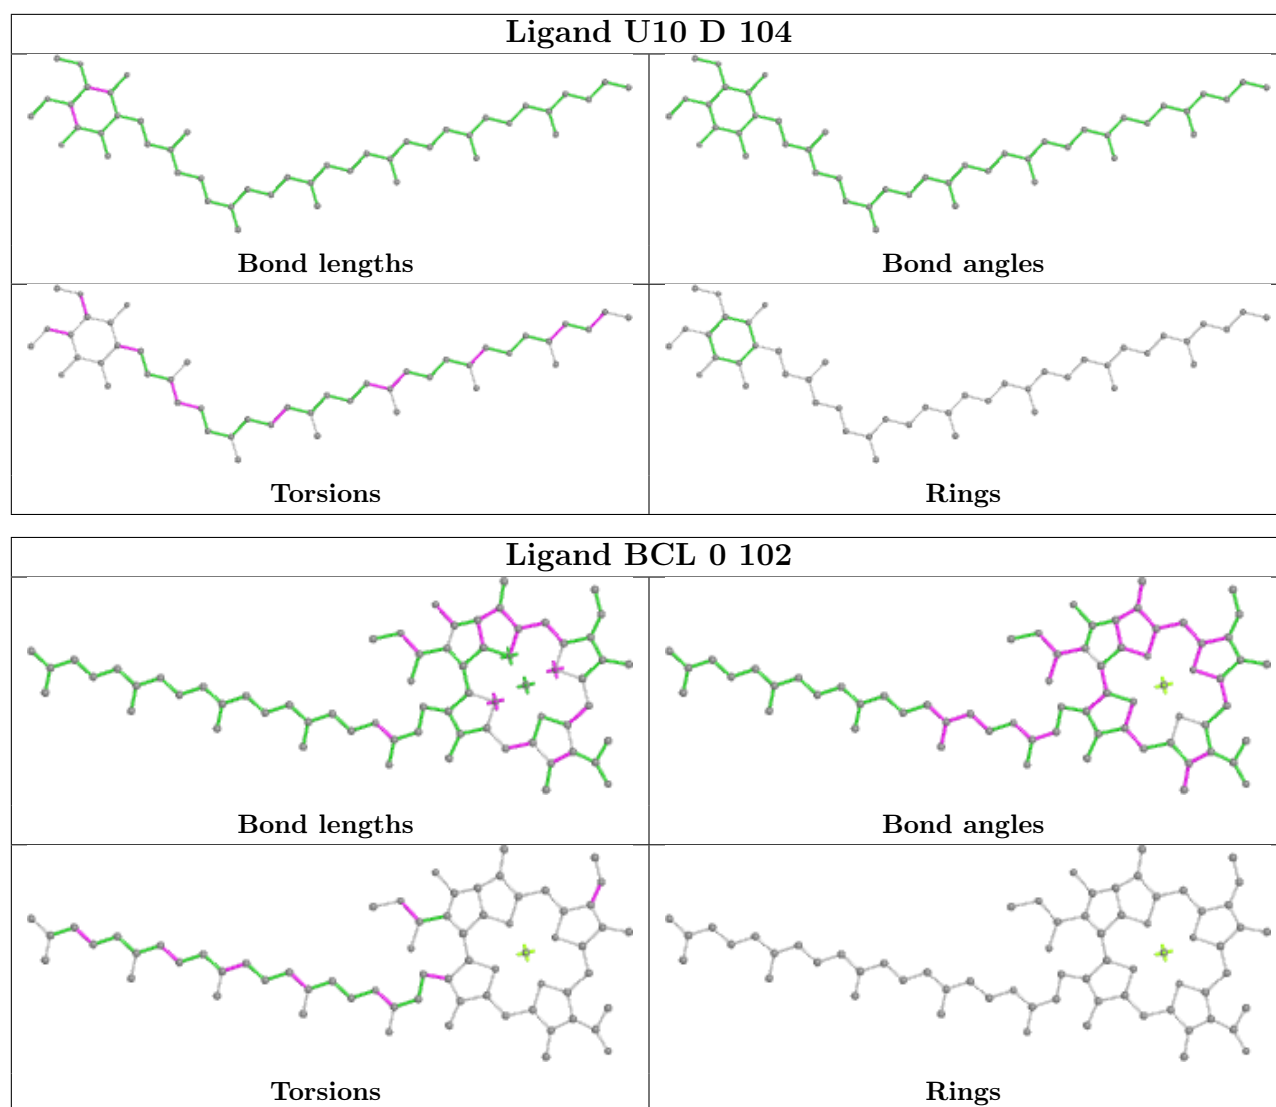 Ligand U10 D 104
Bond lengths
Bond angles
Torsions
Rings
Ligand BCL 0 102
Bond lengths
Bond angles
Torsions
Rings